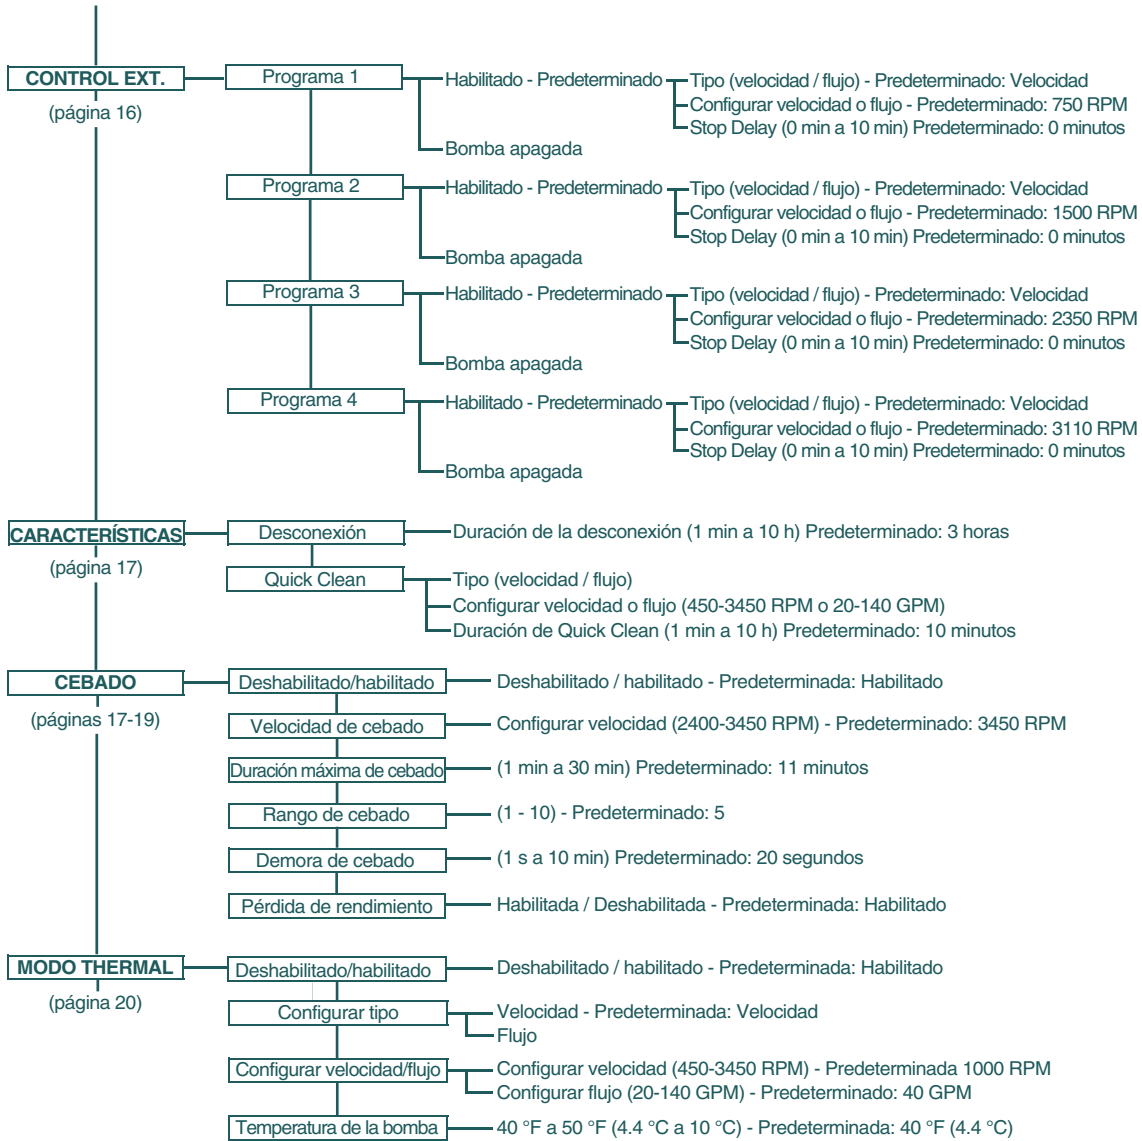 CONTROL EXT.
(página 16)
Programa 1
Habilitado - Predeterminado
Tipo (velocidad / flujo) - Predeterminado: Velocidad
Configurar velocidad o flujo - Predeterminado: 750 RPM
Stop Delay (0 min a 10 min) Predeterminado: 0 minutos
Bomba apagada
Programa 2
Habilitado - Predeterminado
Tipo (velocidad / flujo) - Predeterminado: Velocidad
Configurar velocidad o flujo - Predeterminado: 1500 RPM
Stop Delay (0 min a 10 min) Predeterminado: 0 minutos
Bomba apagada
Programa 3
Habilitado - Predeterminado
Tipo (velocidad / flujo) - Predeterminado: Velocidad
Configurar velocidad o flujo - Predeterminado: 2350 RPM
Stop Delay (0 min a 10 min) Predeterminado: 0 minutos
Bomba apagada
Programa 4
Habilitado - Predeterminado
Tipo (velocidad / flujo) - Predeterminado: Velocidad
Configurar velocidad o flujo - Predeterminado: 3110 RPM
Stop Delay (0 min a 10 min) Predeterminado: 0 minutos
Bomba apagada
CARACTERÍSTICAS
(página 17)
Desconexión
Duración de la desconexión (1 min a 10 h) Predeterminado: 3 horas
Quick Clean
Tipo (velocidad / flujo)
Configurar velocidad o flujo (450-3450 RPM o 20-140 GPM)
Duración de Quick Clean (1 min a 10 h) Predeterminado: 10 minutos
CEBADO
(páginas 17-19)
Deshabilitado/habilitado
Deshabilitado / habilitado - Predeterminada: Habilitado
Velocidad de cebado
Configurar velocidad (2400-3450 RPM) - Predeterminado: 3450 RPM
Duración máxima de cebado
(1 min a 30 min) Predeterminado: 11 minutos
Rango de cebado
(1 - 10) - Predeterminado: 5
Demora de cebado
(1 s a 10 min) Predeterminado: 20 segundos
Pérdida de rendimiento
Habilitada / Deshabilitada - Predeterminada: Habilitado
MODO THERMAL
(página 20)
Deshabilitado/habilitado
Deshabilitado / habilitado - Predeterminada: Habilitado
Configurar tipo
Velocidad - Predeterminada: Velocidad
Flujo
Configurar velocidad/flujo
Configurar velocidad (450-3450 RPM) - Predeterminada 1000 RPM
Configurar flujo (20-140 GPM) - Predeterminado: 40 GPM
Temperatura de la bomba
40 °F a 50 °F (4.4 °C a 10 °C) - Predeterminada: 40 °F (4.4 °C)